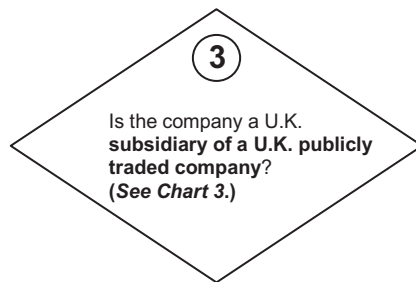 3
Is the company a U.K.
subsidiary of a U.K. publicly
traded company?
(See Chart 3.)